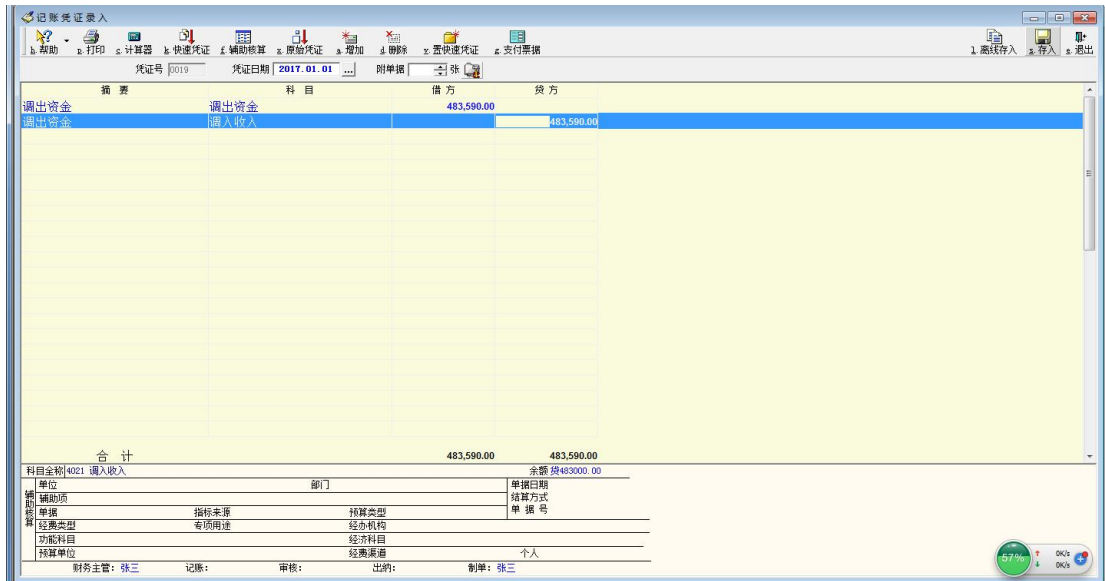 记账凭证录入
h.帮助 p.打印 c.计算器 k.快速凭证 f.辅助核算 z.原始凭证 a.增加 d.删除 z.置快速凭证 g.支付票据 l.离线存入 s.存入 e.退出
凭证号 0019 凭证日期 2017.01.01 ... 附单据 张
摘 要 科 目 借 方 贷 方
调出资金 调出资金 483,590.00
调出资金 调入收入 483,590.00
合 计 483,590.00 483,590.00
科目全称 4021 调入收入 余额 贷483000.00
辅助核算
单位 部门 单据日期
辅助项 结算方式
单据 指标来源 预算类型 单 据 号
经费类型 专项用途 经办机构
功能科目 经济科目
预算单位 经费渠道 个人
财务主管：张三 记账： 审核： 出纳： 制单：张三
57% 0K/s
0K/s